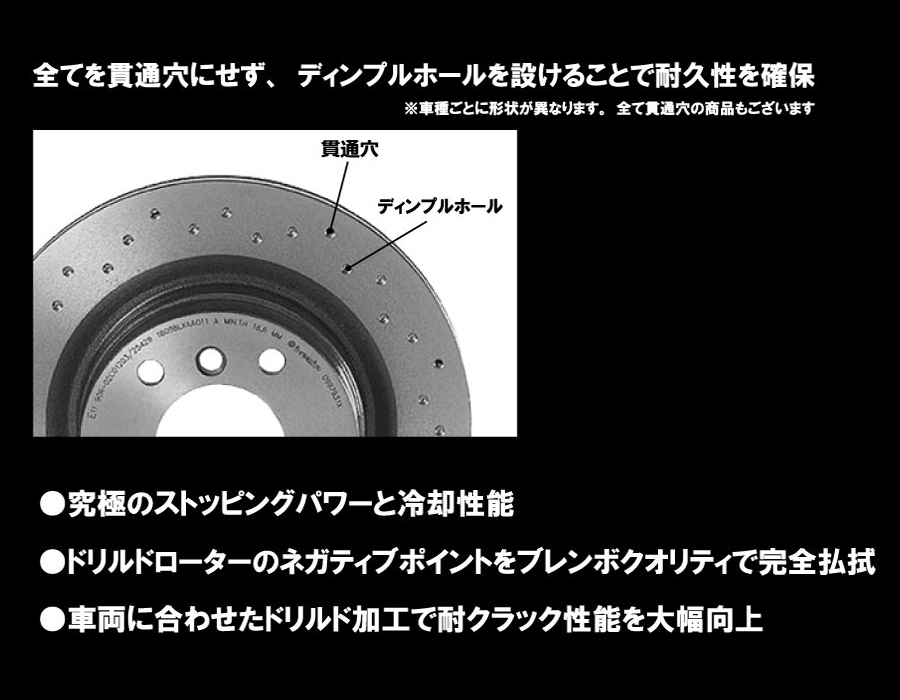 全てを貫通穴にせず、ディンプルホールを設けることで耐久性を確保
※車種ごとに形状が異なります。全て貫通穴の商品もございます
貫通穴
ディンプルホール
MIN.TH 18,6 MM
●究極のストッピングパワーと冷却性能
●ドリルドローターのネガティブポイントをブレンボクオリティで完全払拭
●車両に合わせたドリルド加工で耐クラック性能を大幅向上